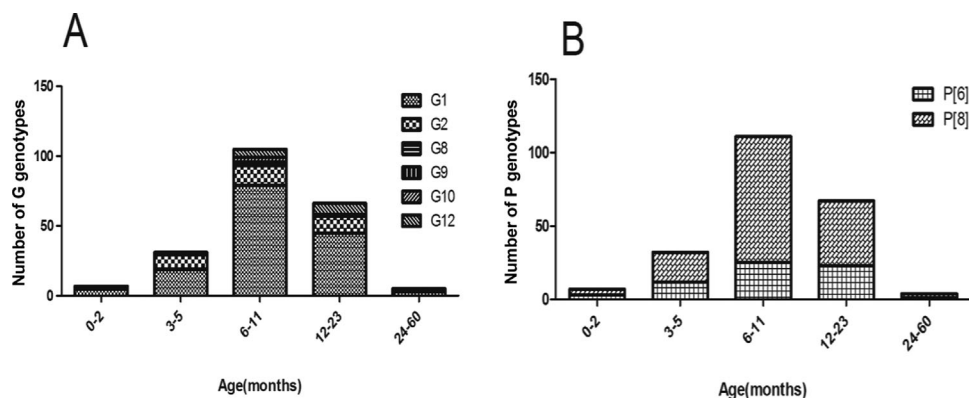 A
Number of G genotypes
150
100
50
0
G1
G2
G8
G9
G10
G12
0-2
3-5
6-11
12-23
24-60
Age(months)
B
Number of P genotypes
150
100
50
0
P[6]
P[8]
0-2
3-5
6-11
12-23
24-60
Age(months)